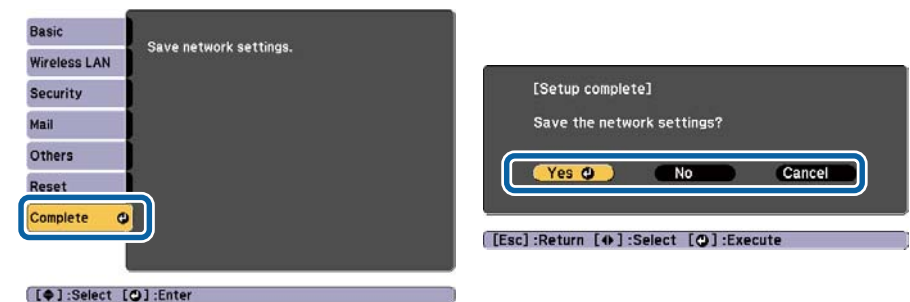 Basic
Wireless LAN
Security
Mail
Others
Reset
Complete
Save network settings.
[◆]:Select [⏎]:Enter
[Setup complete]
Save the network settings?
Yes ⏎ No Cancel
[Esc]:Return [◆]:Select [⏎]:Execute